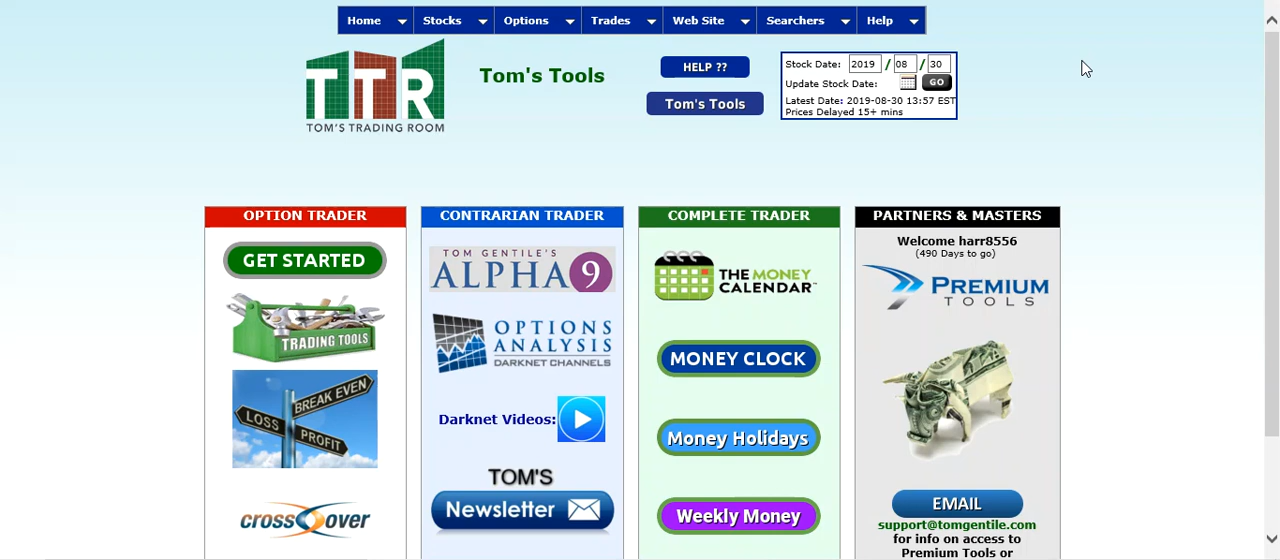 Home Stocks Options Trades Web Site Searchers Help
TTR
TOM'S TRADING ROOM
Tom's Tools
HELP ??
Tom's Tools
Stock Date: 2019 / 08 / 30
Update Stock Date: GO
Latest Date: 2019-08-30 13:57 EST
Prices Delayed 15+ mins
OPTION TRADER
GET STARTED
TRADING TOOLS
BREAK EVEN
LOSS
PROFIT
crossover
CONTRARIAN TRADER
TOM GENTILE'S
ALPHA 9
OPTIONS
ANALYSIS
DARKNET CHANNELS
Darknet Videos:
TOM'S
Newsletter
COMPLETE TRADER
THE MONEY
CALENDAR™
MONEY CLOCK
Money Holidays
Weekly Money
PARTNERS & MASTERS
Welcome harr8556
(490 Days to go)
PREMIUM
TOOLS
EMAIL
support@tomgentile.com
for info on access to
Premium Tools or